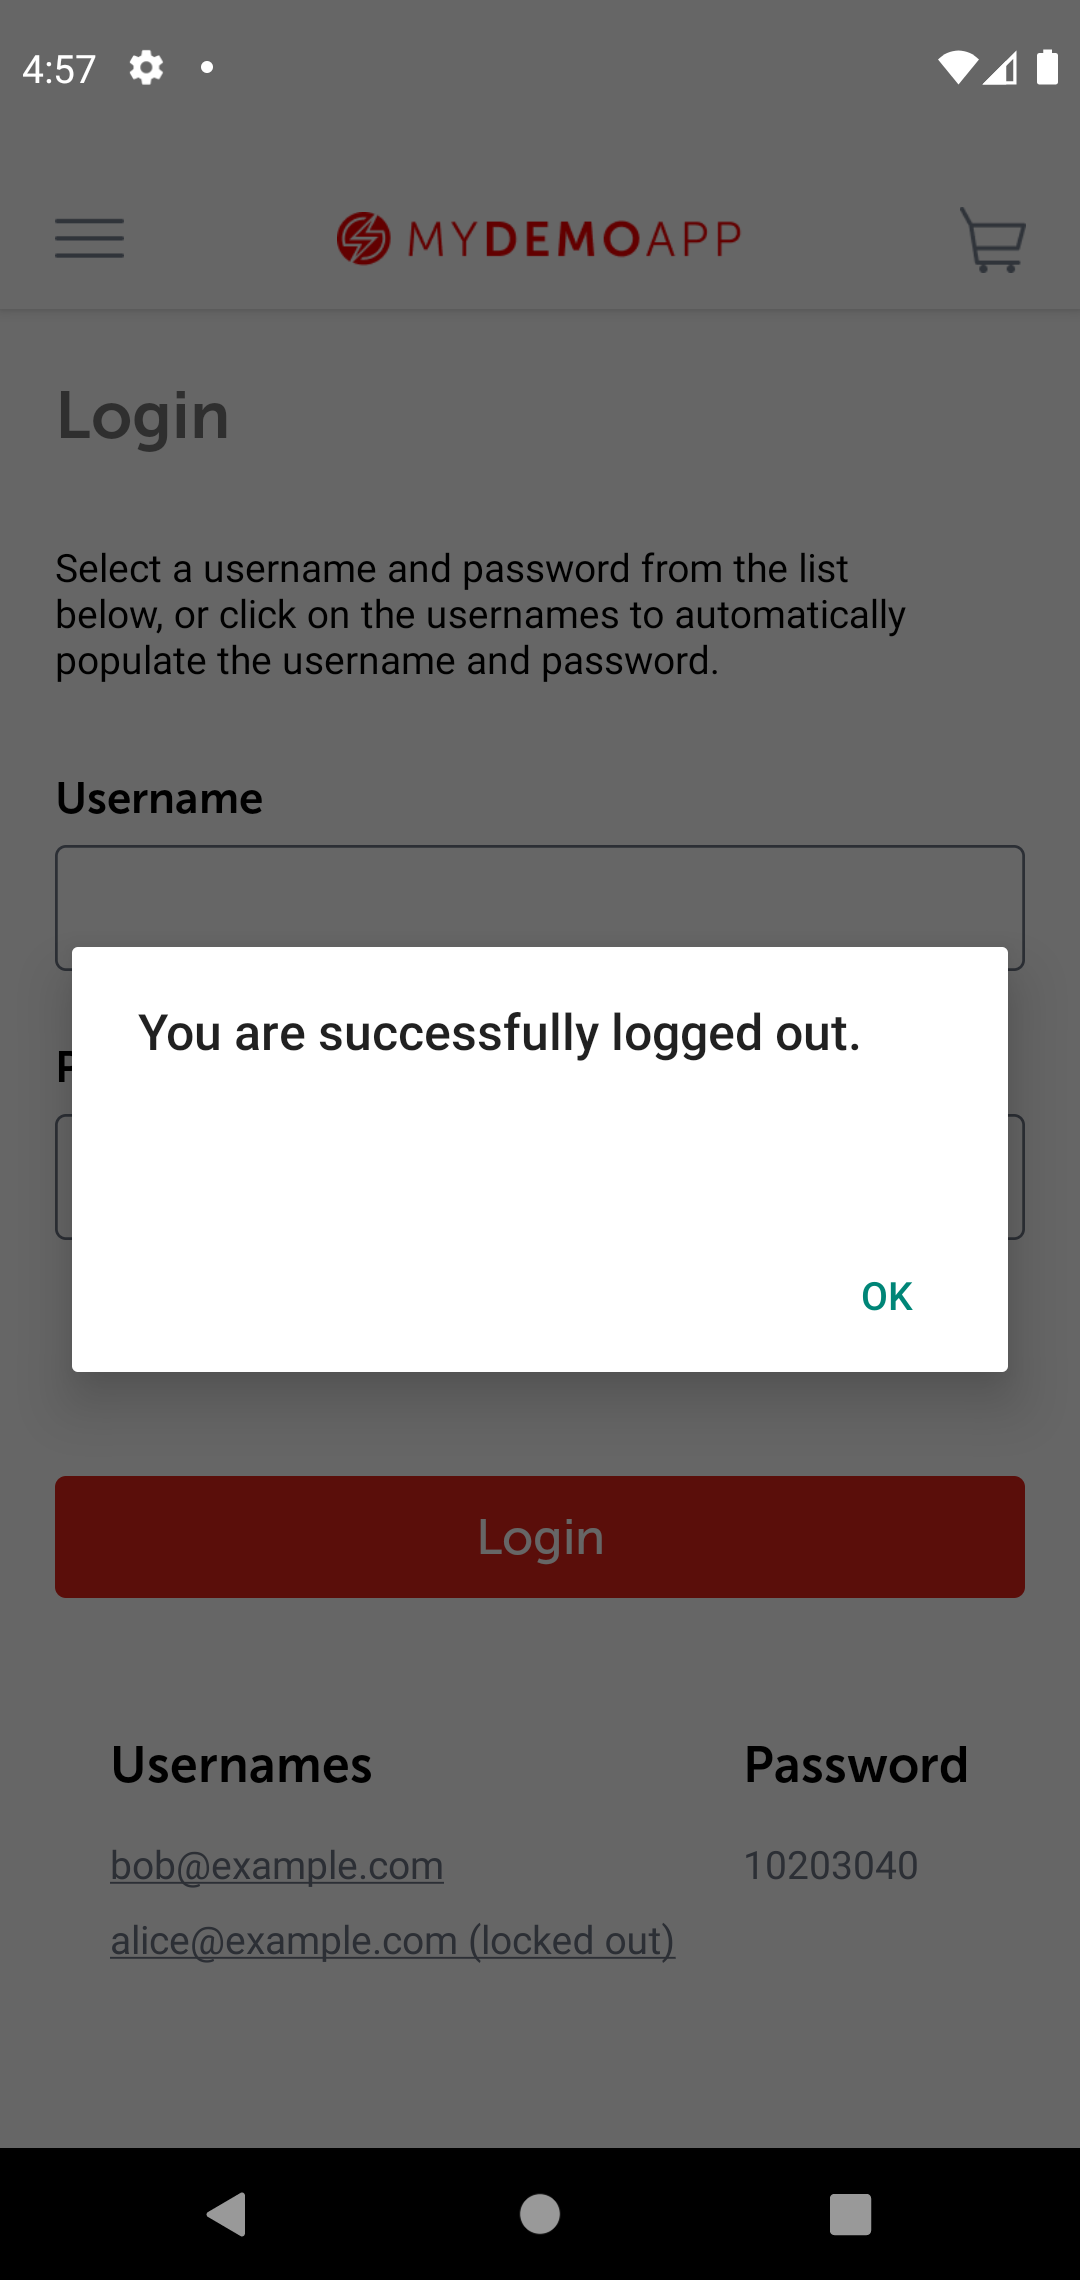 4:57
MYDEMOAPP
Login
Select a username and password from the list
below, or click on the usernames to automatically
populate the username and password.
Username
You are successfully logged out.
OK
Login
Usernames Password
bob@example.com 10203040
alice@example.com (locked out)